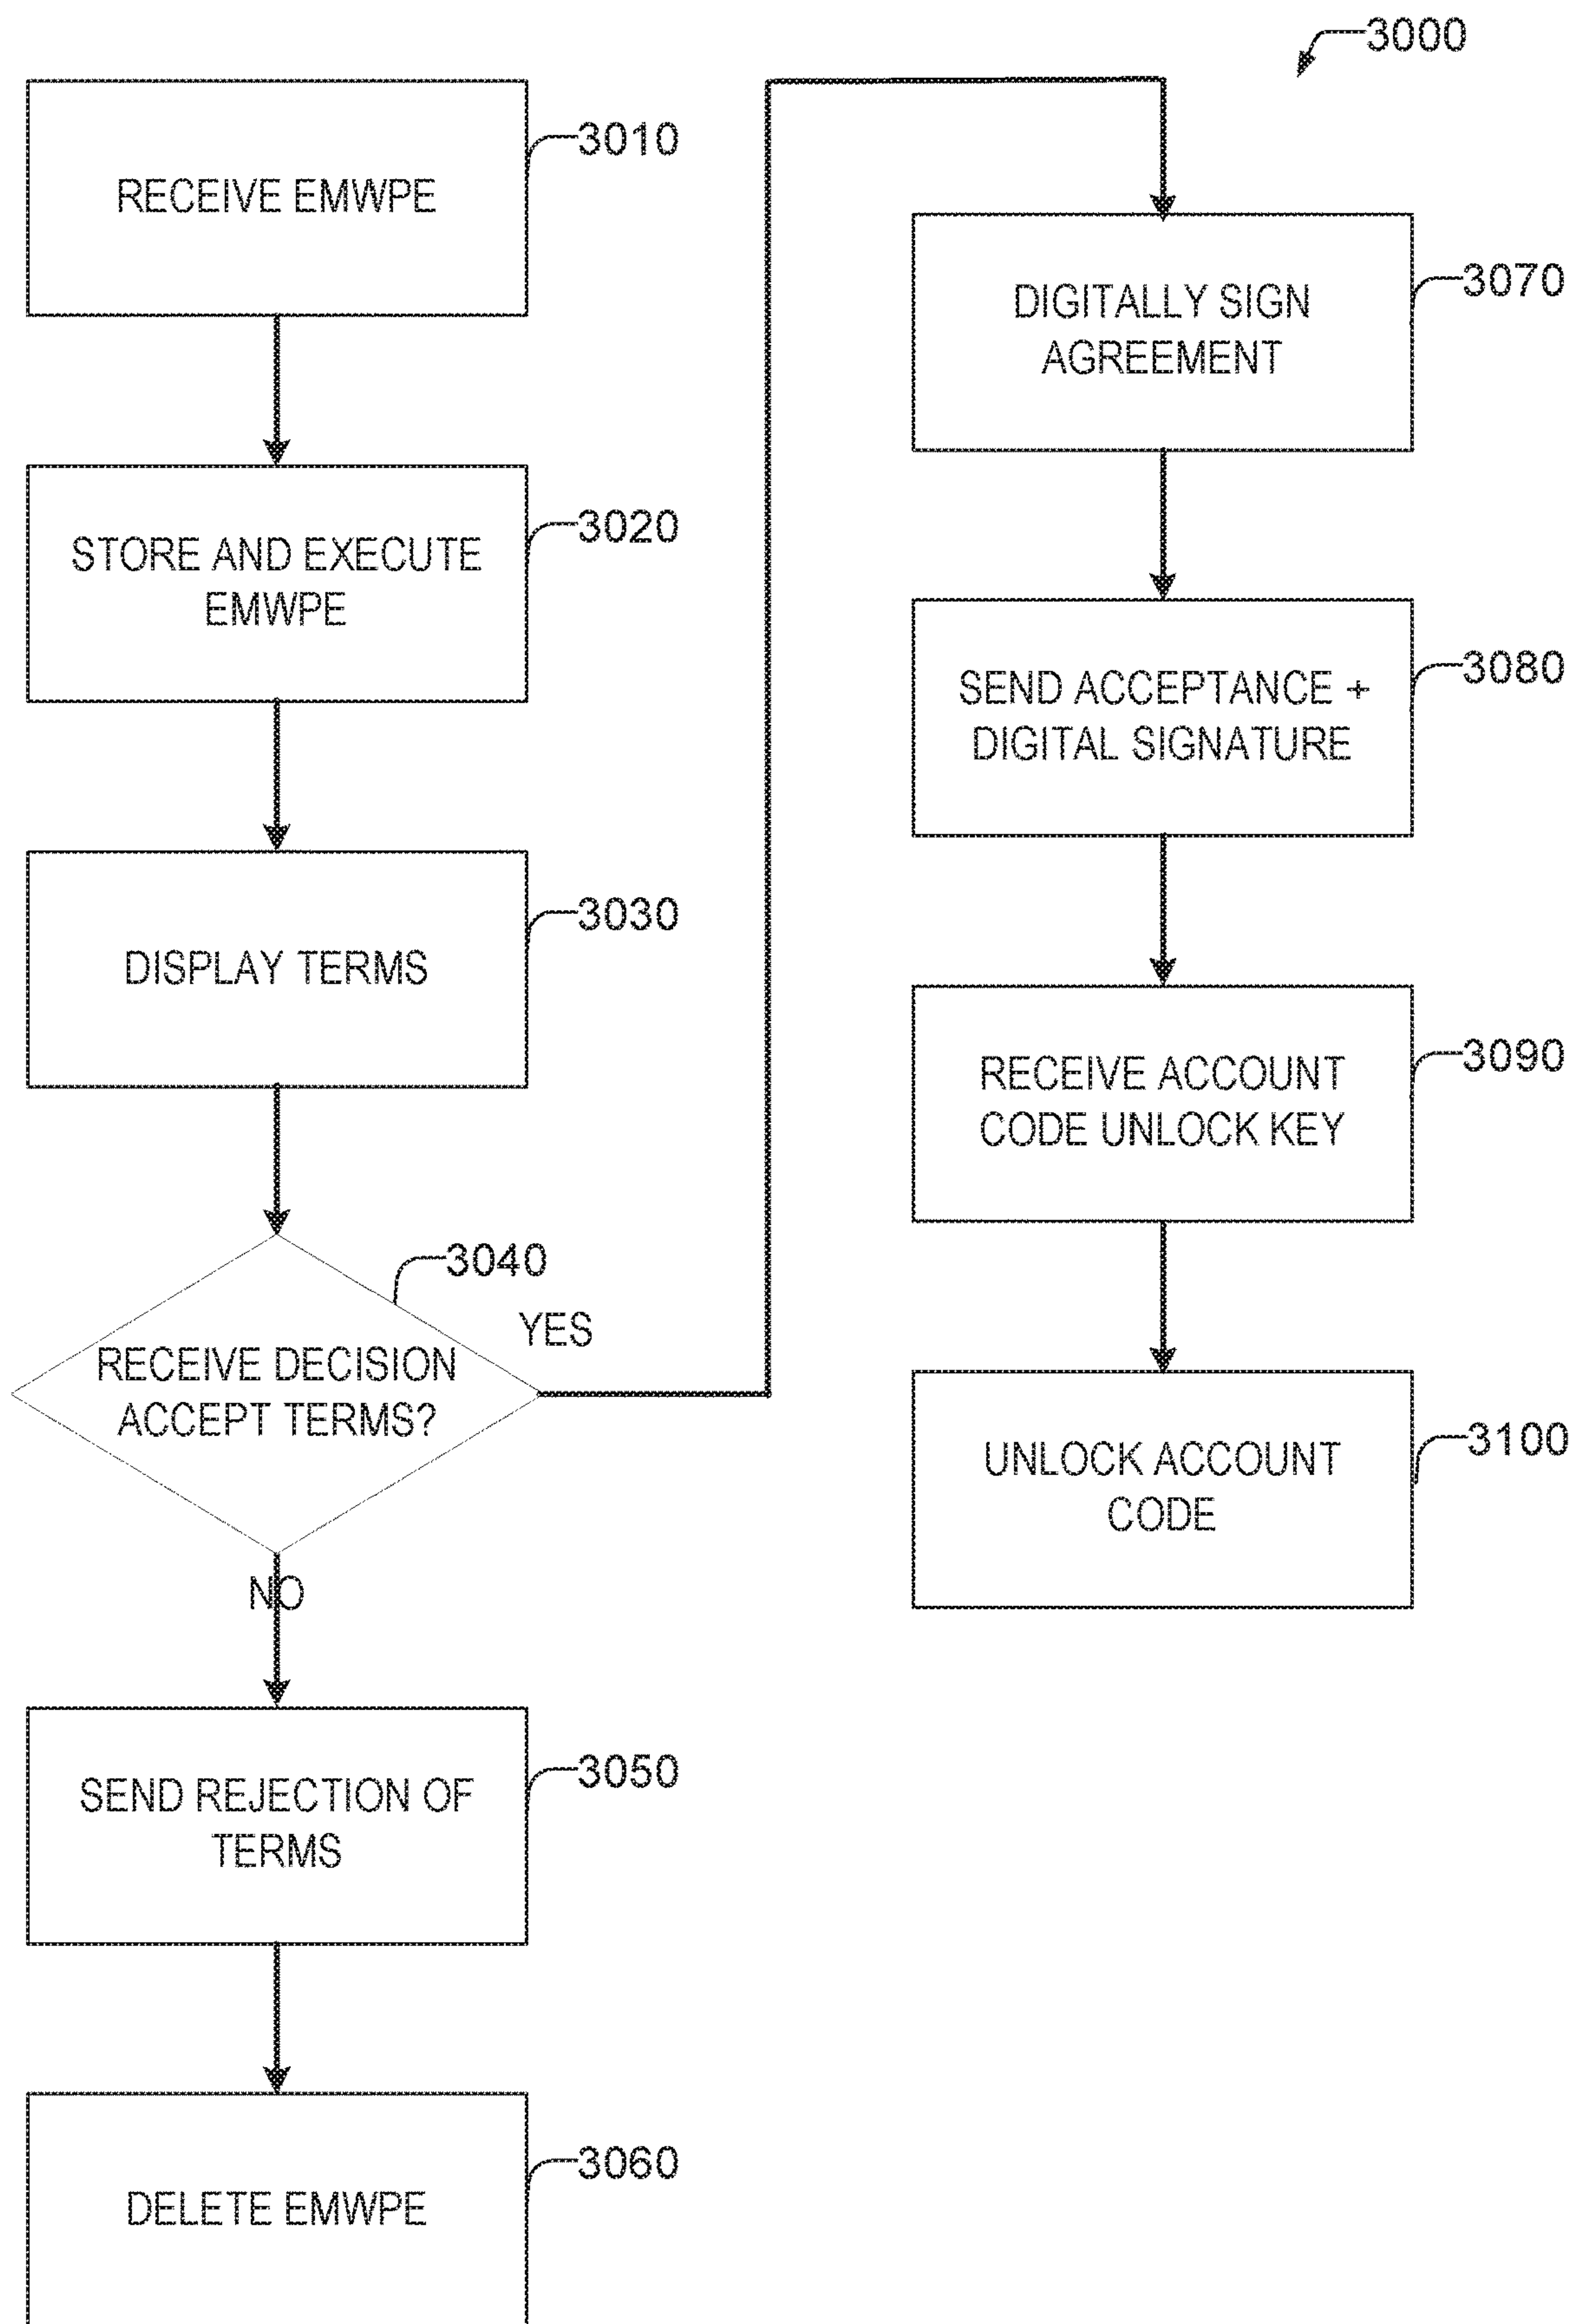 3000
3010
RECEIVE EMWPE
3020
STORE AND EXECUTE
EMWPE
3030
DISPLAY TERMS
3040
YES
RECEIVE DECISION
ACCEPT TERMS?
NO
3050
SEND REJECTION OF
TERMS
3060
DELETE EMWPE
3070
DIGITALLY SIGN
AGREEMENT
3080
SEND ACCEPTANCE +
DIGITAL SIGNATURE
3090
RECEIVE ACCOUNT
CODE UNLOCK KEY
3100
UNLOCK ACCOUNT
CODE